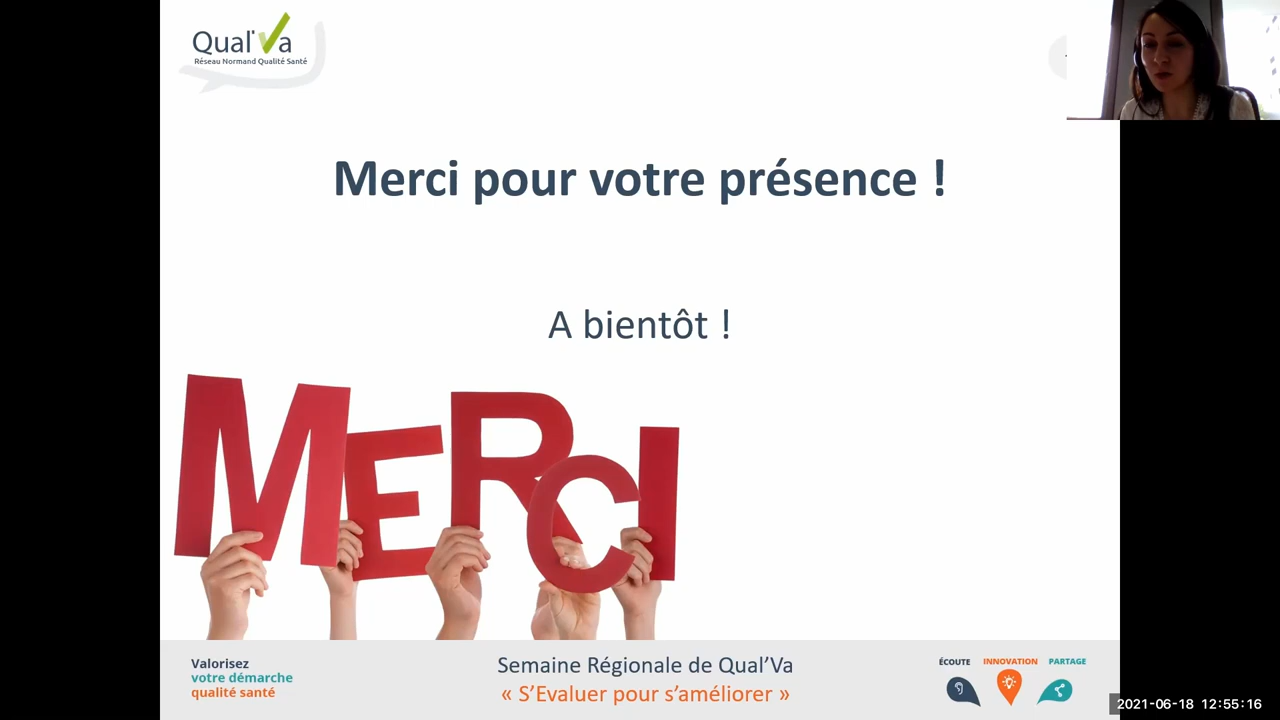 Qual'Va
Réseau Normand Qualité Santé
Merci pour votre présence !
A bientôt !
MERCI
Valorisez
votre démarche
qualité santé
Semaine Régionale de Qual’Va
« S’Evaluer pour s’améliorer »
ÉCOUTE INNOVATION PARTAGE
2021-06-18 12:55:16